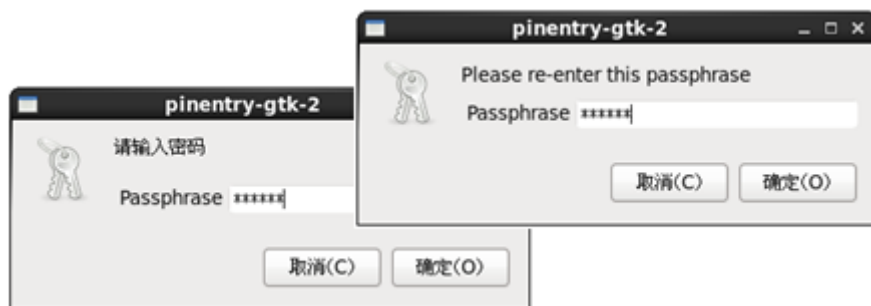 pinentry-gtk-2
请输入密码
Passphrase ******
取消(C) 确定(O)
pinentry-gtk-2
Please re-enter this passphrase
Passphrase ******
取消(C) 确定(O)